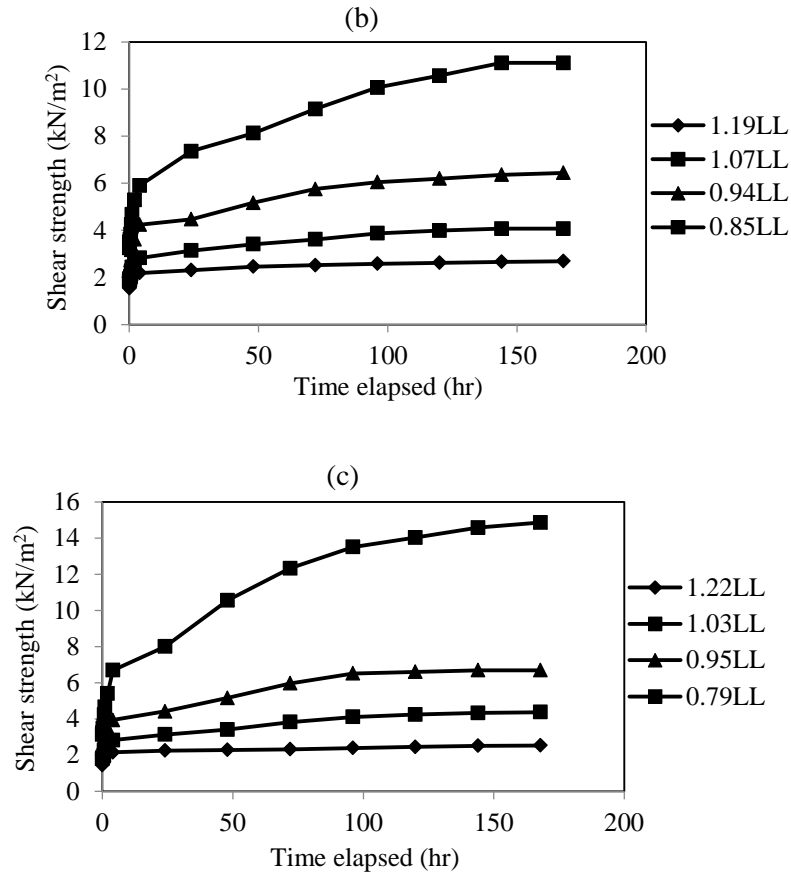 (b)
12
10
8
6
4
2
0
Shear strength (kN/m²)
0 50 100 150 200
Time elapsed (hr)
1.19LL
1.07LL
0.94LL
0.85LL
(c)
16
14
12
10
8
6
4
2
0
Shear strength (kN/m²)
0 50 100 150 200
Time elapsed (hr)
1.22LL
1.03LL
0.95LL
0.79LL